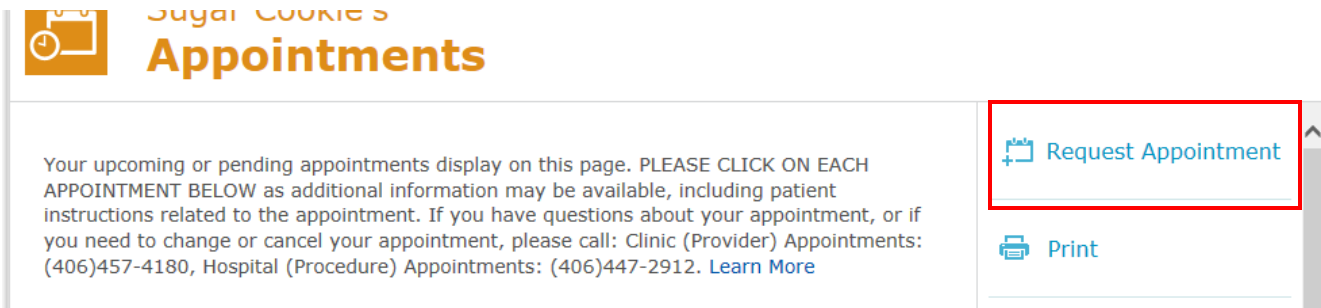 Sugar Cookie's
Appointments
Your upcoming or pending appointments display on this page. PLEASE CLICK ON EACH
APPOINTMENT BELOW as additional information may be available, including patient
instructions related to the appointment. If you have questions about your appointment, or if
you need to change or cancel your appointment, please call: Clinic (Provider) Appointments:
(406)457-4180, Hospital (Procedure) Appointments: (406)447-2912. Learn More
Request Appointment
Print